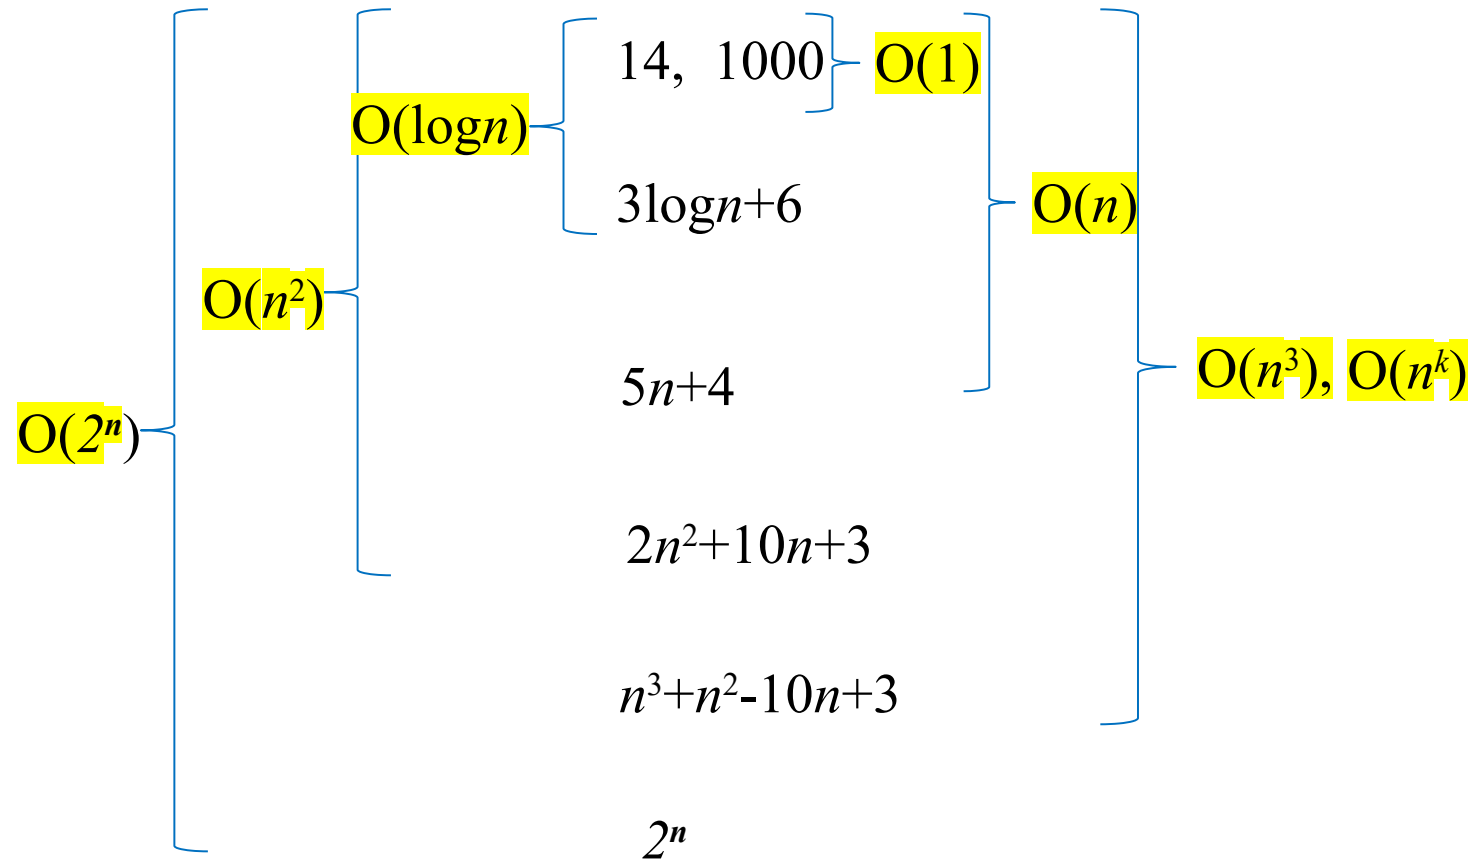 14, 1000 O(1)
O(logn)
3logn+6 O(n)
O(n²)
5n+4 O(n³), O(nᵏ)
O(2ⁿ)
2n²+10n+3
n³+n²-10n+3
2ⁿ